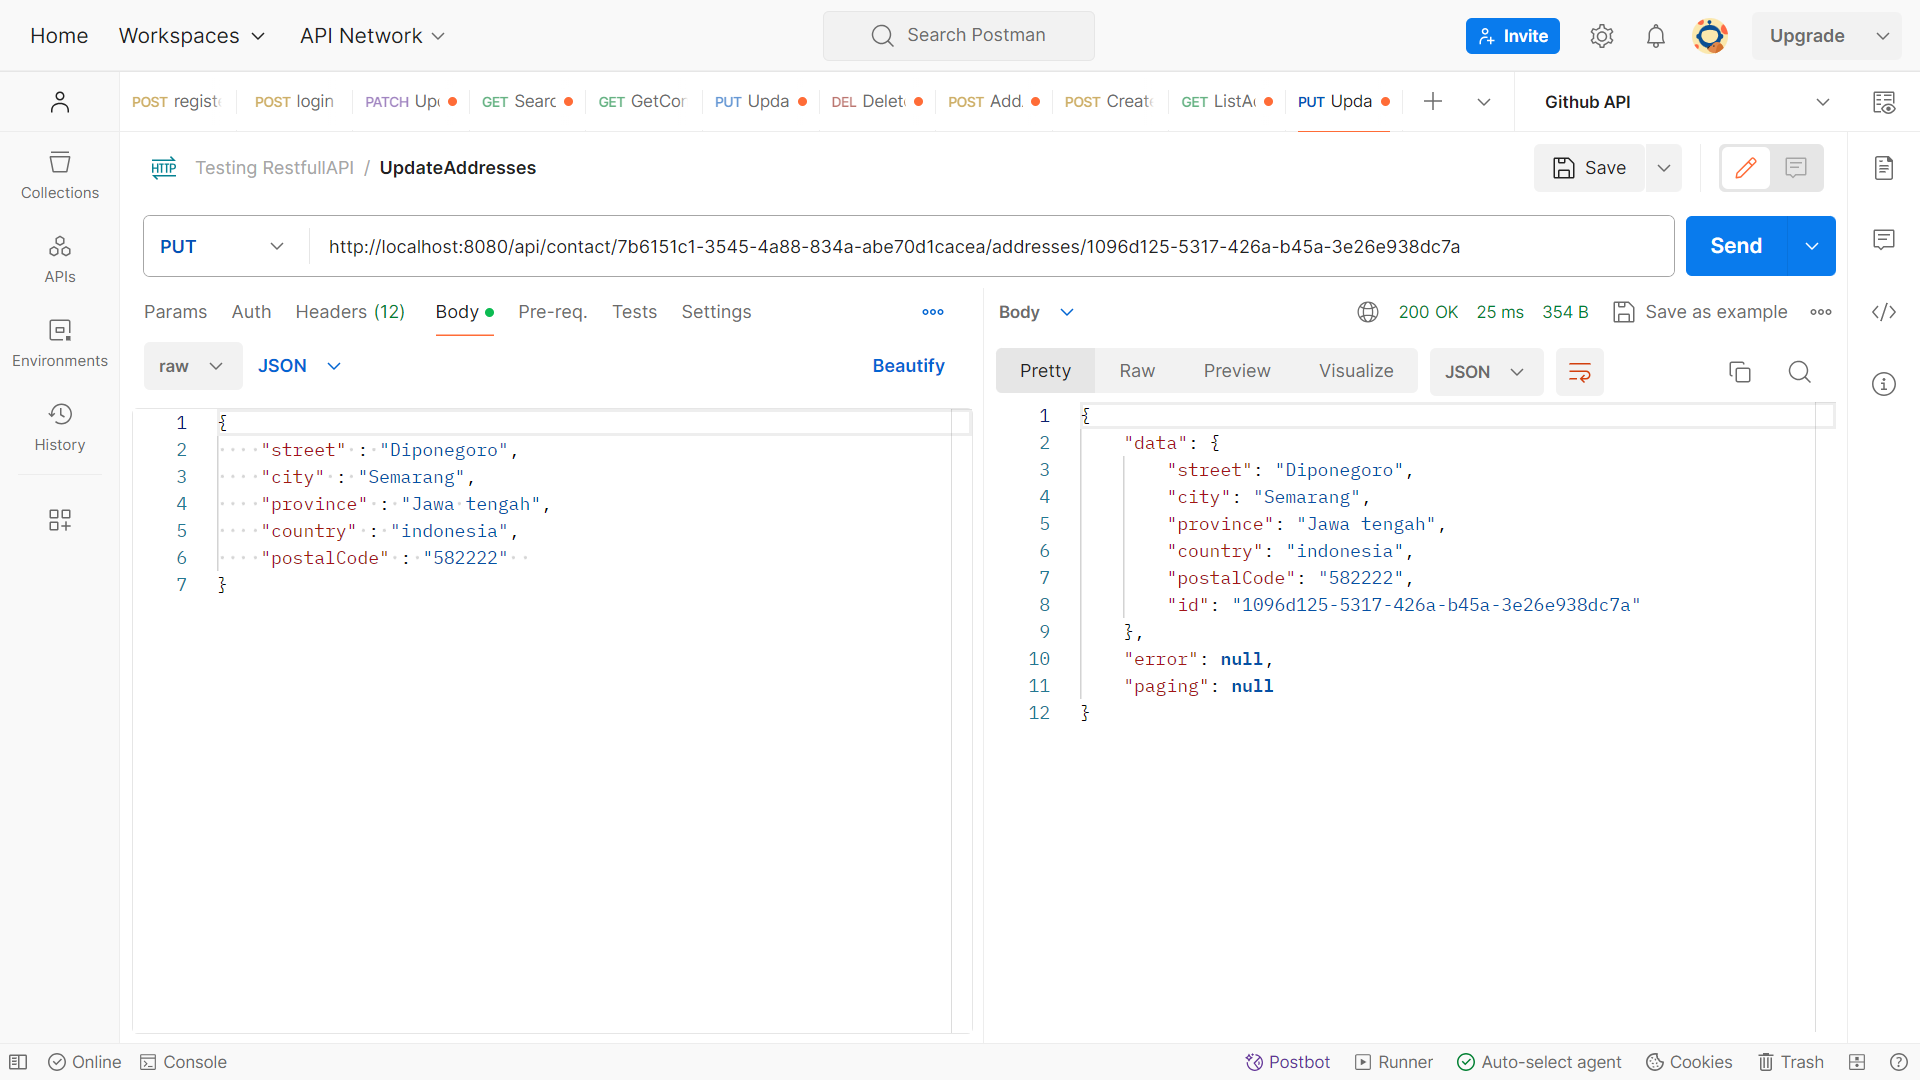 Home Workspaces API Network Search Postman Invite Upgrade
POST registe POST login PATCH Upd GET Searc GET GetCor PUT Upda DEL Delet POST Add. POST Create GET ListA PUT Upda Github API
HTTP Testing RestfullAPI / UpdateAddresses Save
PUT http://localhost:8080/api/contact/7b6151c1-3545-4a88-834a-abe70d1cacea/addresses/1096d125-5317-426a-b45a-3e26e938dc7a Send
Collections
APIs
Environments
History
Params Auth Headers (12) Body Pre-req. Tests Settings
raw JSON Beautify
1 {
2 "street" : "Diponegoro",
3 "city" : "Semarang",
4 "province" : "Jawa tengah",
5 "country" : "indonesia",
6 "postalCode" : "582222"
7 }
Body 200 OK 25 ms 354 B Save as example
Pretty Raw Preview Visualize JSON
1 {
2 "data": {
3 "street": "Diponegoro",
4 "city": "Semarang",
5 "province": "Jawa tengah",
6 "country": "indonesia",
7 "postalCode": "582222",
8 "id": "1096d125-5317-426a-b45a-3e26e938dc7a"
9 },
10 "error": null,
11 "paging": null
12 }
Online Console Postbot Runner Auto-select agent Cookies Trash